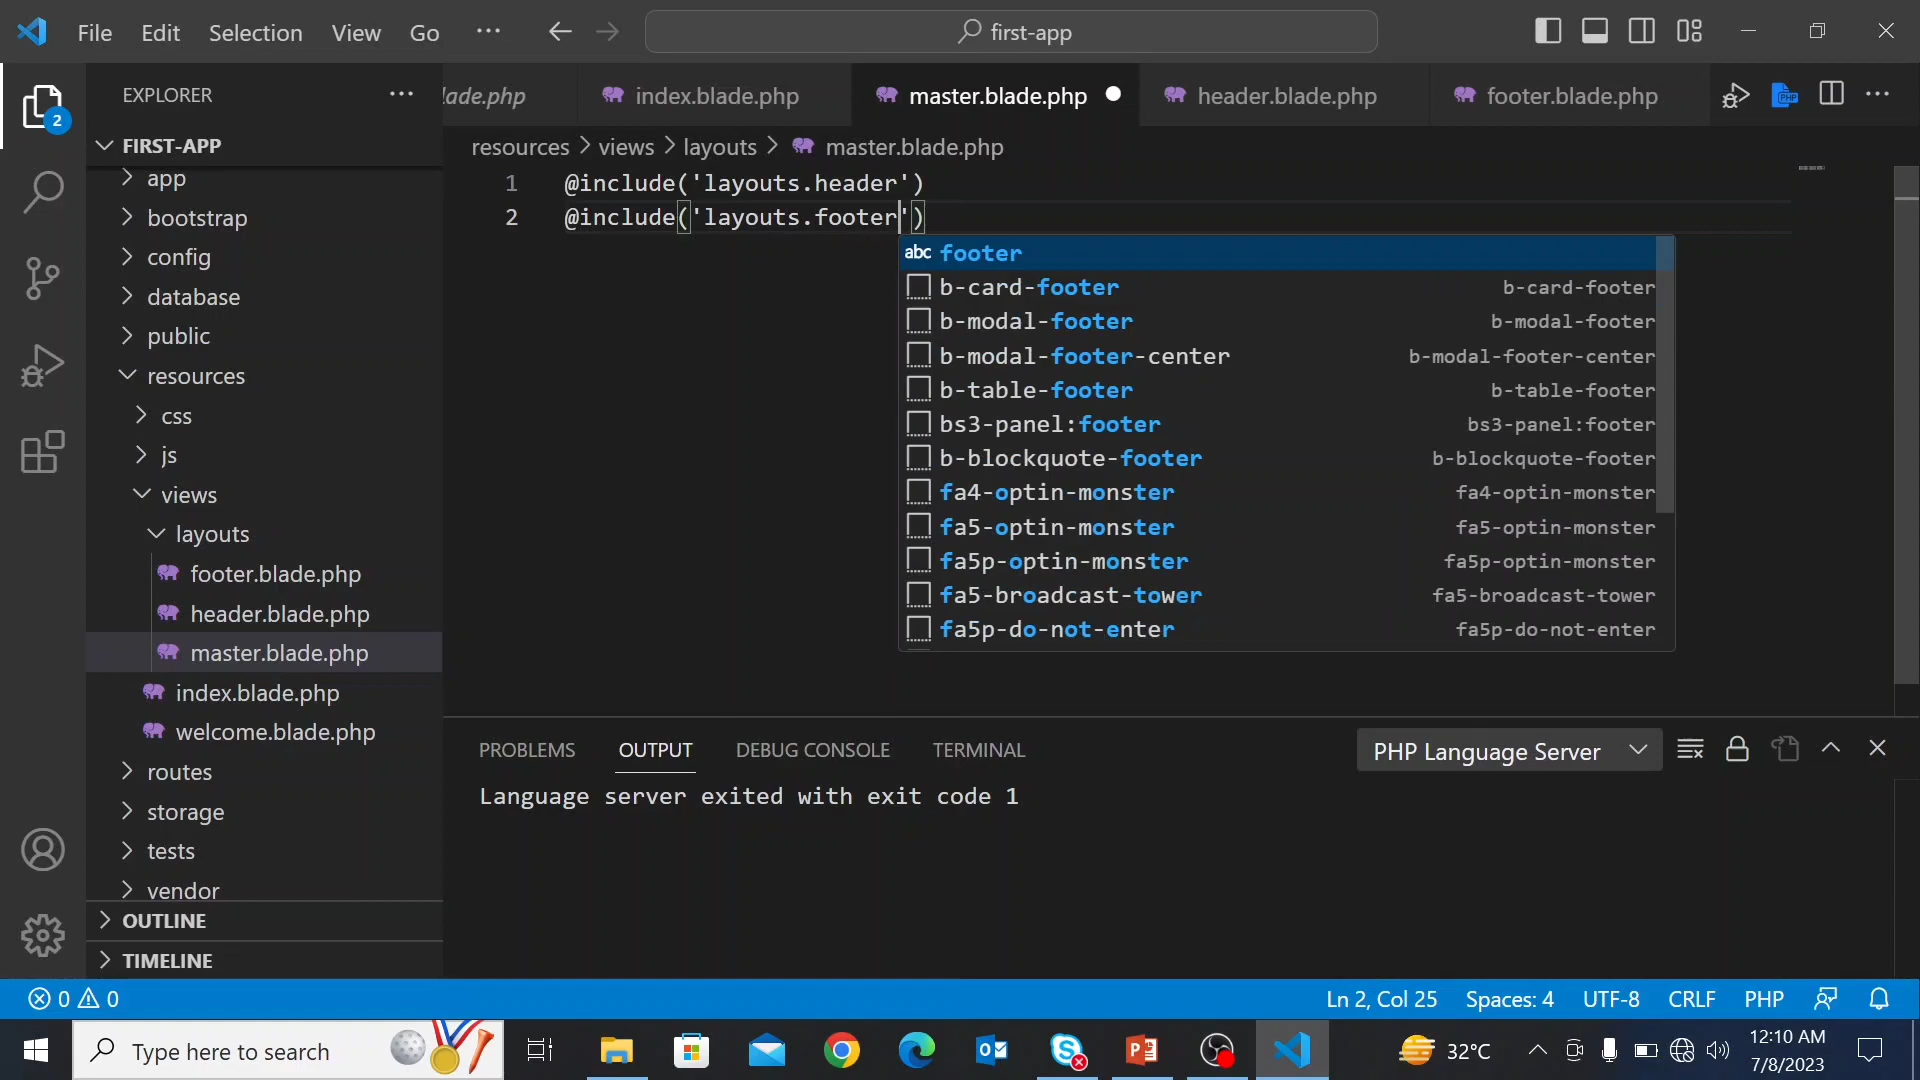 File Edit Selection View Go ··· first-app
EXPLORER ···
lade.php index.blade.php master.blade.php header.blade.php footer.blade.php
2
FIRST-APP
resources > views > layouts > master.blade.php
app
bootstrap
config
database
public
resources
css
js
views
layouts
footer.blade.php
header.blade.php
master.blade.php
index.blade.php
welcome.blade.php
routes
storage
tests
vendor
OUTLINE
TIMELINE
1 @include('layouts.header')
2 @include('layouts.footer')
abc footer
b-card-footer b-card-footer
b-modal-footer b-modal-footer
b-modal-footer-center b-modal-footer-center
b-table-footer b-table-footer
bs3-panel:footer bs3-panel:footer
b-blockquote-footer b-blockquote-footer
fa4-optin-monster fa4-optin-monster
fa5-optin-monster fa5-optin-monster
fa5p-optin-monster fa5p-optin-monster
fa5-broadcast-tower fa5-broadcast-tower
fa5p-do-not-enter fa5p-do-not-enter
PROBLEMS OUTPUT DEBUG CONSOLE TERMINAL PHP Language Server
Language server exited with exit code 1
0 0 Ln 2, Col 25 Spaces: 4 UTF-8 CRLF PHP
Type here to search 32°C 12:10 AM
7/8/2023